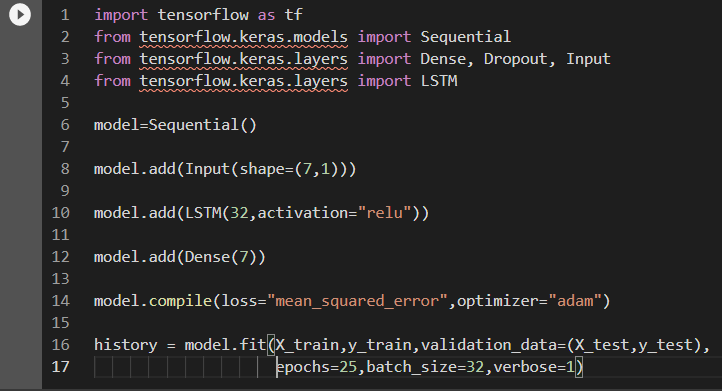 1 import tensorflow as tf
2 from tensorflow.keras.models import Sequential
3 from tensorflow.keras.layers import Dense, Dropout, Input
4 from tensorflow.keras.layers import LSTM
5
6 model=Sequential()
7
8 model.add(Input(shape=(7,1)))
9
10 model.add(LSTM(32,activation="relu"))
11
12 model.add(Dense(7))
13
14 model.compile(loss="mean_squared_error",optimizer="adam")
15
16 history = model.fit(X_train,y_train,validation_data=(X_test,y_test),
17                     epochs=25,batch_size=32,verbose=1)